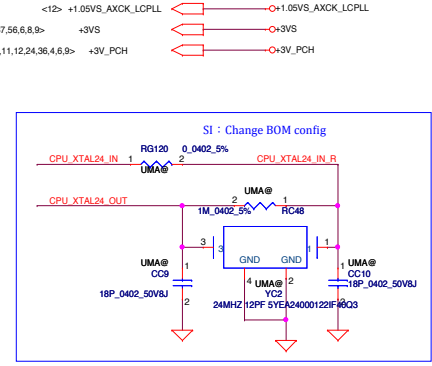 <12> +1.05VS_AXCK_LCPLL +1.05VS_AXCK_LCPLL
7,56,6,8,9> +3VS +3VS
,11,12,24,36,4,6,9> +3V_PCH +3V_PCH
SI : Change BOM config
RG120 0_0402_5%
CPU_XTAL24_IN 1 2 CPU_XTAL24_IN_R
UMA@
UMA@
CPU_XTAL24_OUT 2 1
1M_0402_5% RC48
3 3 1 1
GND GND
UMA@ 1 4 UMA@ 2 1 UMA@
CC9 YC2 CC10
18P_0402_50V8J 18P_0402_50V8J
2 2
24MHZ 12PF 5YEA24000122IF40Q3